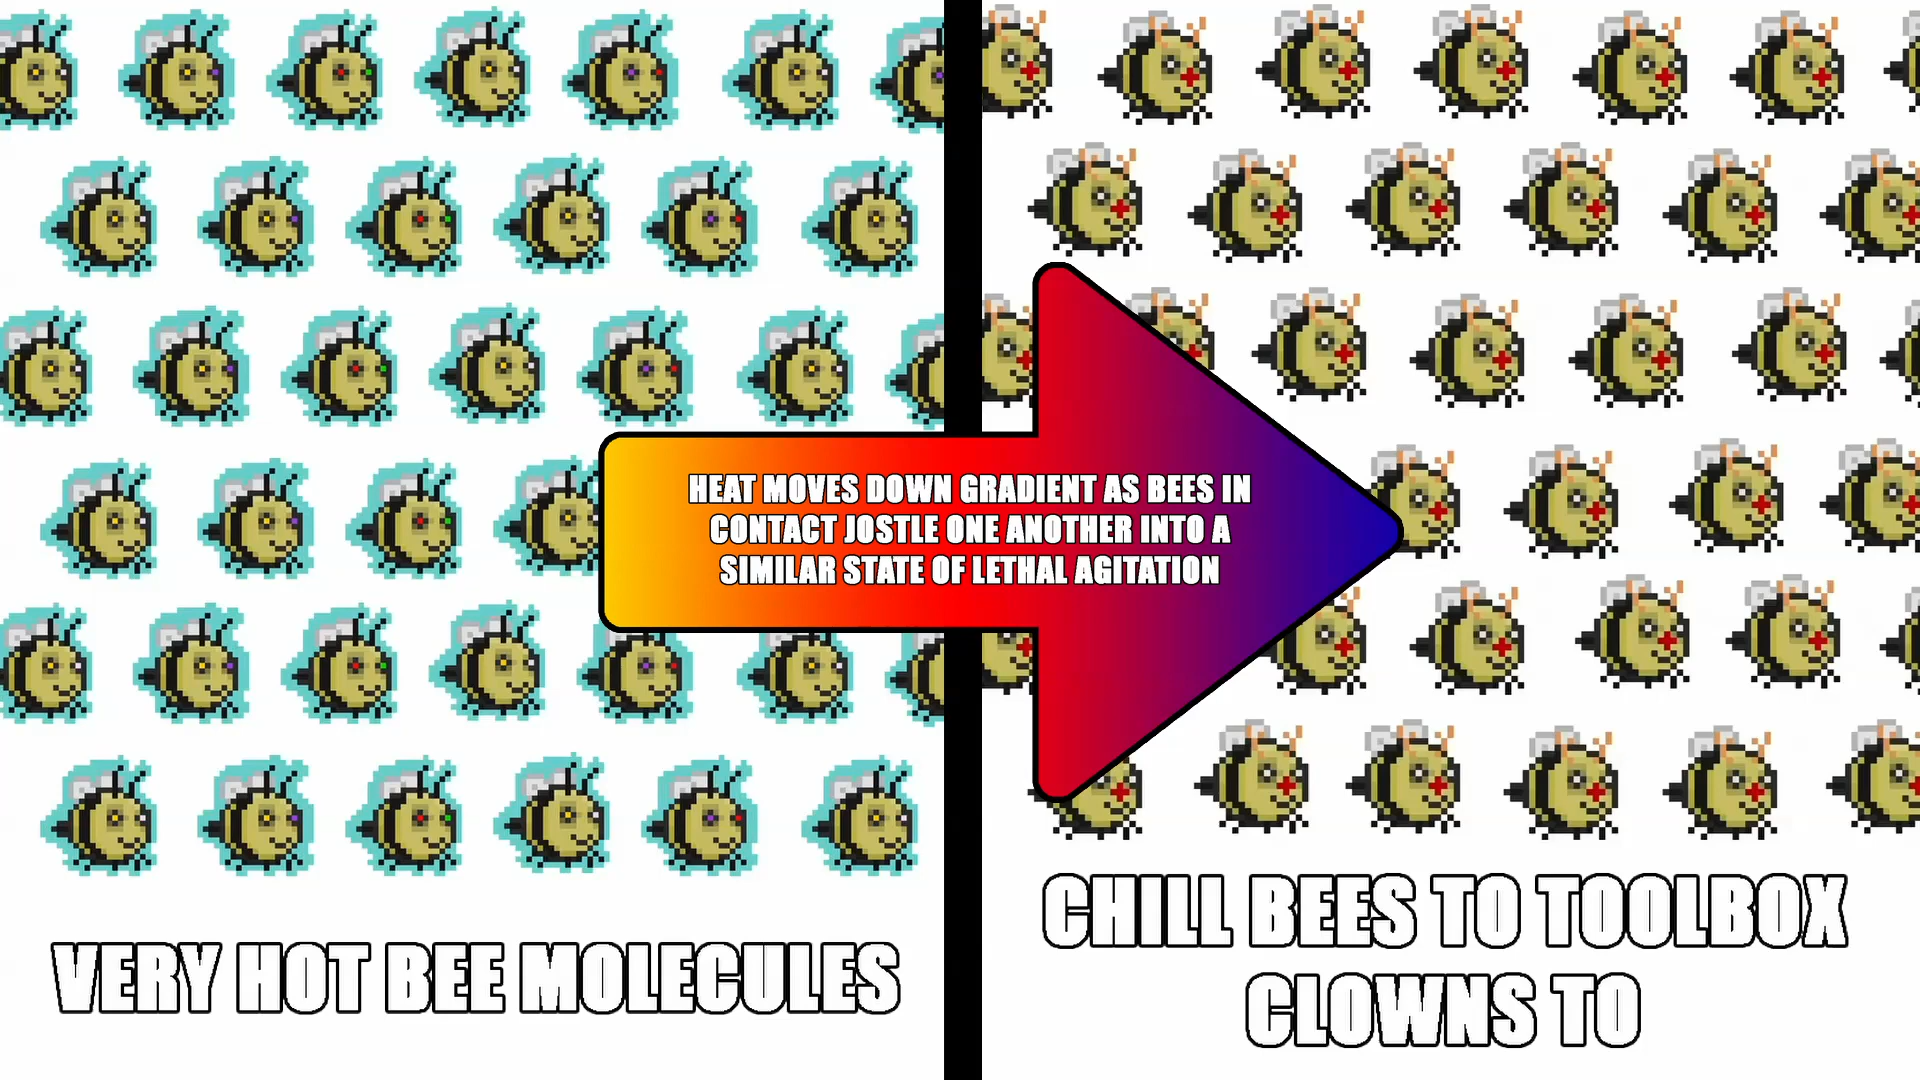 HEAT MOVES DOWN GRADIENT AS BEES IN
CONTACT JOSTLE ONE ANOTHER INTO A
SIMILAR STATE OF LETHAL AGITATION
VERY HOT BEE MOLECULES
CHILL BEES TO TOOLBOX
CLOWNS TO